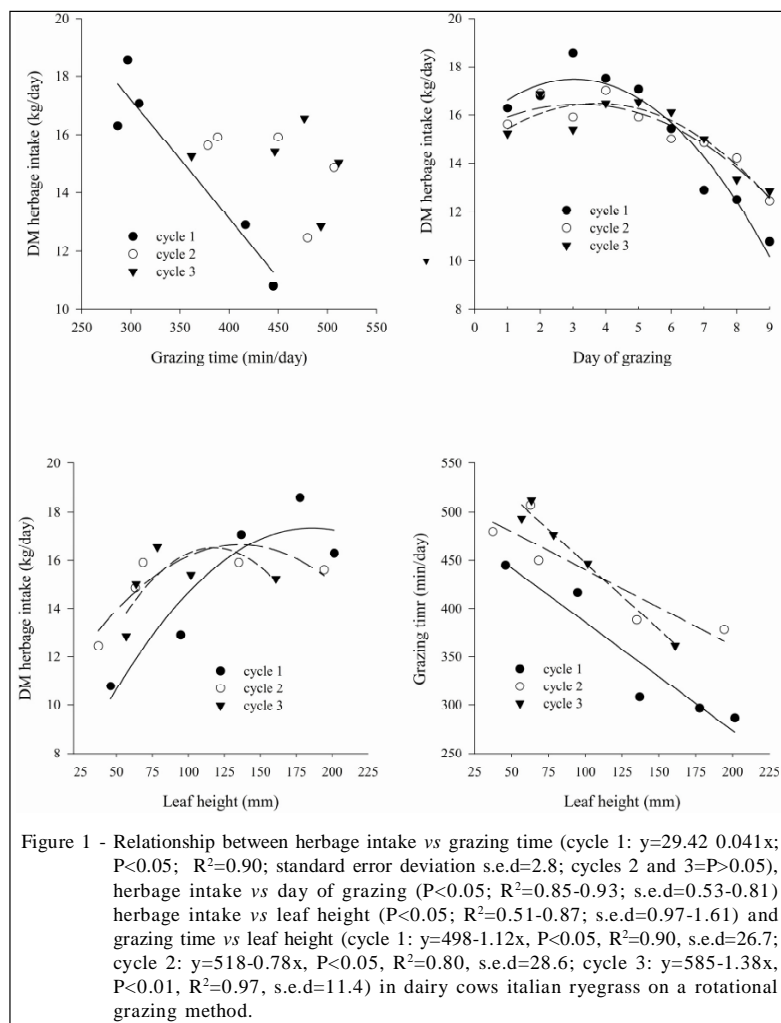 20
18
16
14
12
10
DM herbage intake (kg/day)
cycle 1
cycle 2
cycle 3
250 300 350 400 450 500 550
Grazing time (min/day)
20
18
16
14
12
10
8
DM herbage intake (kg/day)
cycle 1
cycle 2
cycle 3
0 1 2 3 4 5 6 7 8 9
Day of grazing
20
18
16
14
12
10
8
DM herbage intake (kg/day)
cycle 1
cycle 2
cycle 3
25 50 75 100 125 150 175 200 225
Leaf height (mm)
550
500
450
400
350
300
250
Grazing timr (min/day)
cycle 1
cycle 2
cycle 3
25 50 75 100 125 150 175 200 225
Leaf height (mm)
Figure 1 - Relationship between herbage intake vs grazing time (cycle 1: y=29.42 0.041x;
P<0.05; R²=0.90; standard error deviation s.e.d=2.8; cycles 2 and 3=P>0.05),
herbage intake vs day of grazing (P<0.05; R²=0.85-0.93; s.e.d=0.53-0.81)
herbage intake vs leaf height (P<0.05; R²=0.51-0.87; s.e.d=0.97-1.61) and
grazing time vs leaf height (cycle 1: y=498-1.12x, P<0.05, R²=0.90, s.e.d=26.7;
cycle 2: y=518-0.78x, P<0.05, R²=0.80, s.e.d=28.6; cycle 3: y=585-1.38x,
P<0.01, R²=0.97, s.e.d=11.4) in dairy cows italian ryegrass on a rotational
grazing method.